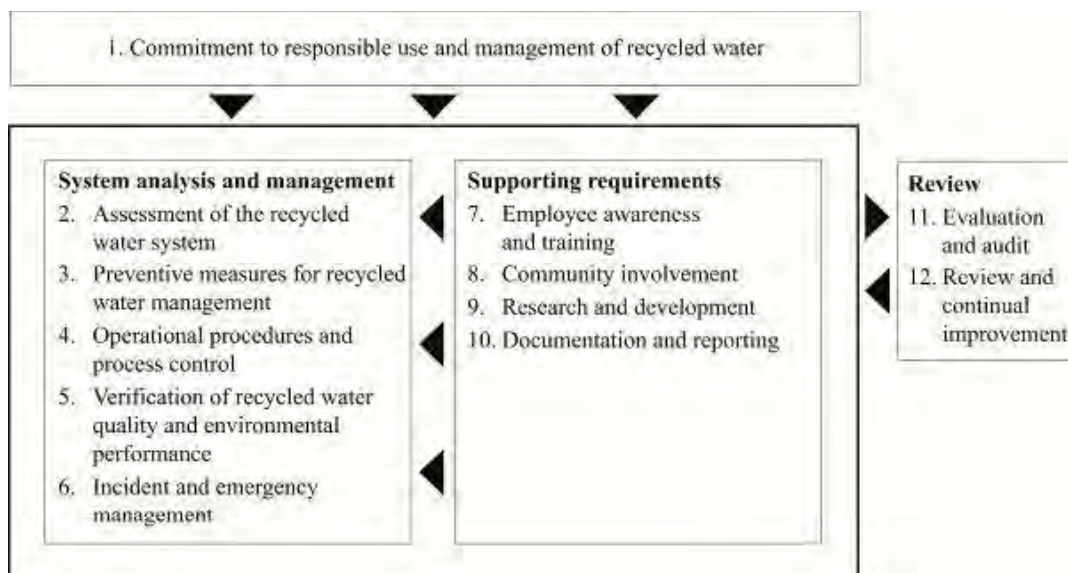 1. Commitment to responsible use and management of recycled water
System analysis and management
2. Assessment of the recycled
water system
3. Preventive measures for recycled
water management
4. Operational procedures and
process control
5. Verification of recycled water
quality and environmental
performance
6. Incident and emergency
management
Supporting requirements
7. Employee awareness
and training
8. Community involvement
9. Research and development
10. Documentation and reporting
Review
11. Evaluation
and audit
12. Review and
continual
improvement